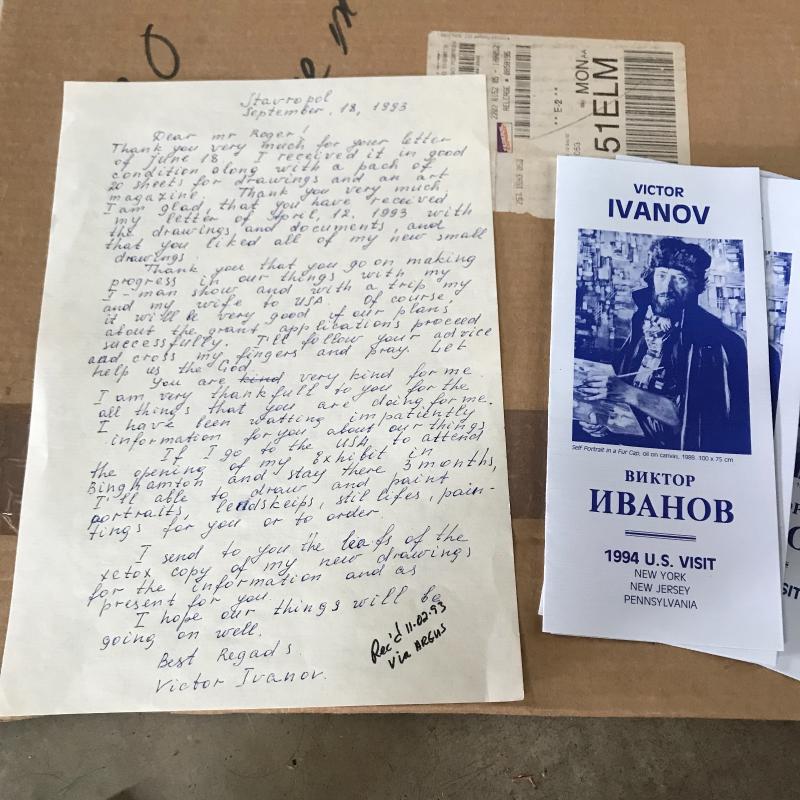 Stavropol
September, 18, 1993
Dear mr Roger!
Thank you very much for your letter
of June 18. I received it in good
condition along with a pack of
20 sheets for drawings and an art
magazine. Thank you very much.
I am glad, that you have received
my letter of April, 12. 1993 with
the drawings and documents, and
that you liked all of my new small
drawings.
Thank you that you go on making
progress in our things with my
I-man show and with a trip my
and my wife to USA. Of course,
it will be very good if our plans,
about the grant applications proceed
successfully. I'll follow your advice
and cross my fingers and pray. Let
help us the God.
You are kind very kind for me
I am very thankfull to you for the
all things that you are doing for me.
I have been watting impatiently
information for you about our things
If I go to the USA, to attend
the opening of my Exhibit in
Binghamton and stay there 3 months,
I'll able to draw and paint
portraits, lendskeips, stil lifes, pain-
tings for you or to order.
I send to you the leafs of the
xetox copy of my new drawings
for the information and as
present for you.
I hope our things will be
going on well.
Best Regads.
Victor Ivanov.
Rec'd 11.02.93
via ARGUS
RELEASE #
** E-2 **
MON AA
51ELM
VICTOR
IVANOV
Self Portrait in a Fur Cap, oil on canvas, 1989. 100 x 75 cm
ВИКТОР
ИВАНОВ
1994 U.S. VISIT
NEW YORK
NEW JERSEY
PENNSYLVANIA